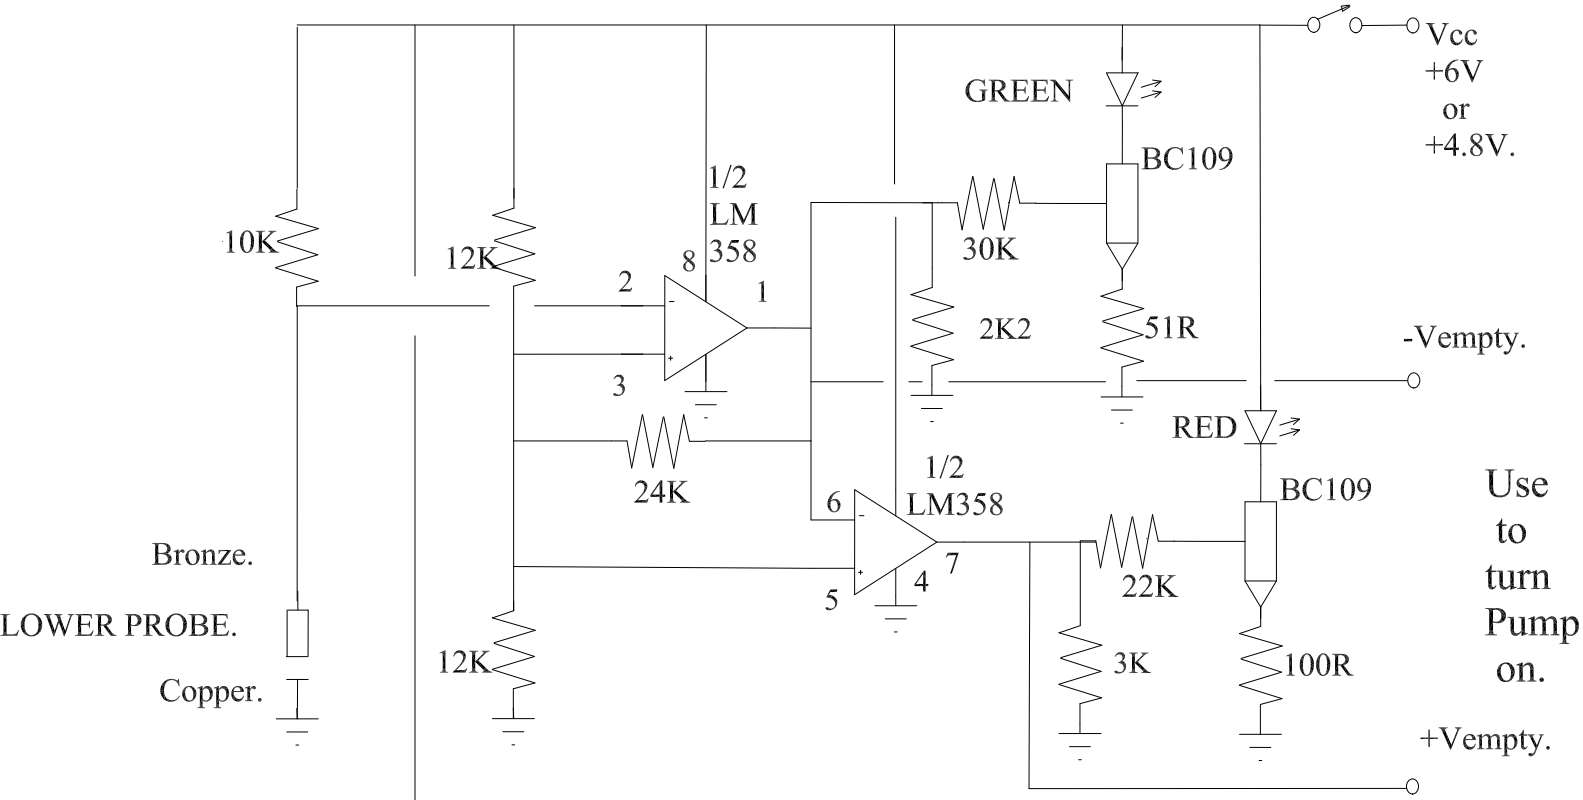 Vcc
+6V
or
+4.8V.
GREEN
BC109
1/2
LM
358
10K
12K
8
2
1
30K
3
2K2
51R
-Vempty.
RED
24K
1/2
LM358
6
BC109
Use
to
turn
Pump
on.
7
4
5
22K
Bronze.
LOWER PROBE.
Copper.
12K
3K
100R
+Vempty.